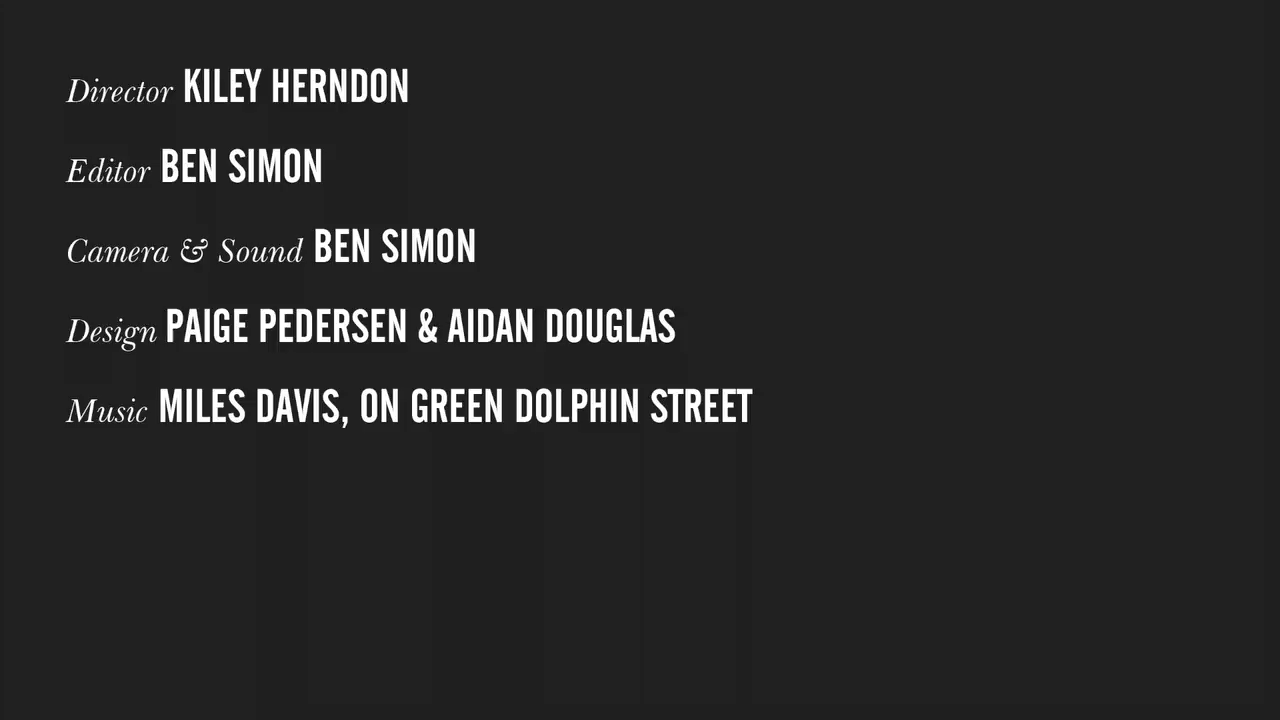 Director KILEY HERNDON
Editor BEN SIMON
Camera & Sound BEN SIMON
Design PAIGE PEDERSEN & AIDAN DOUGLAS
Music MILES DAVIS, ON GREEN DOLPHIN STREET